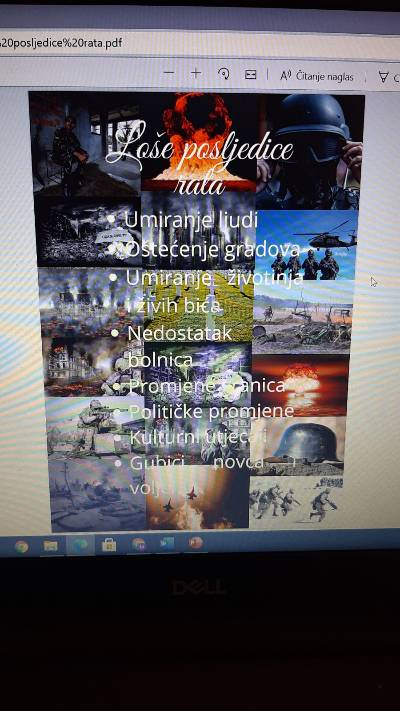 %20posljedice%20rata.pdf
Čitanje naglas
Loše posljedice
rata
• Umiranje ljudi
• Oštećenje gradova
• Umiranje životinja
i živih bića
• Nedostatak
bolnica
• Promjene granica
• Političke promjene
• Kulturni utjecaji
• Gubici novca i
DELL